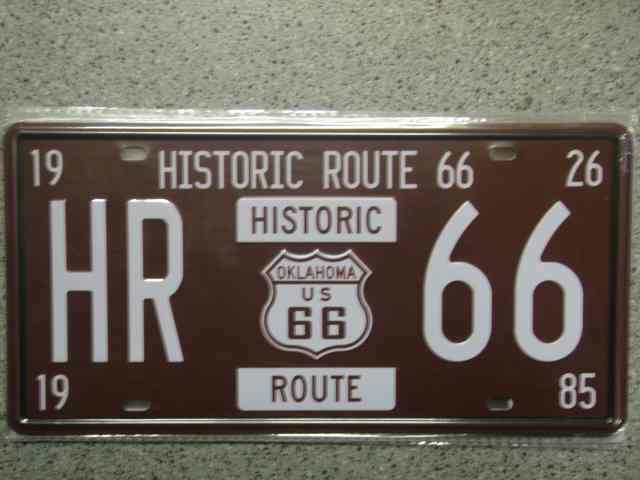 19 HISTORIC ROUTE 66 26
HISTORIC
HR 66
OKLAHOMA
US
66
19 ROUTE 85